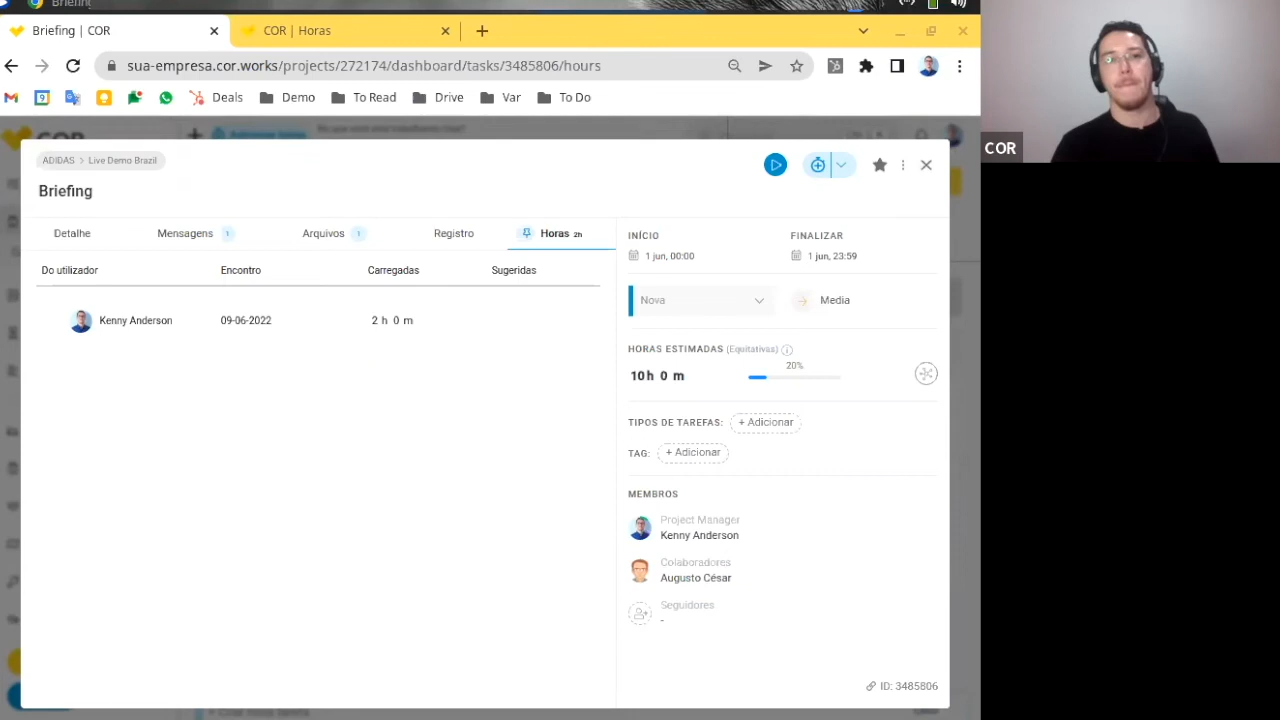 Briefing
Briefing | COR
COR | Horas
sua-empresa.cor.works/projects/272174/dashboard/tasks/3485806/hours
Deals
Demo
To Read
Drive
Var
To Do
COR
ADIDAS > Live Demo Brazil
Briefing
Detalhe
Mensagens 1
Arquivos 1
Registro
Horas 2h
Do utilizador
Encontro
Carregadas
Sugeridas
Kenny Anderson
09-06-2022
2 h 0 m
INÍCIO
FINALIZAR
1 jun, 00:00
1 jun, 23:59
Nova
Media
HORAS ESTIMADAS (Equitativas)
20%
10h 0 m
TIPOS DE TAREFAS: + Adicionar
TAG: + Adicionar
MEMBROS
Project Manager
Kenny Anderson
Colaboradores
Augusto César
Seguidores
-
ID: 3485806
COR